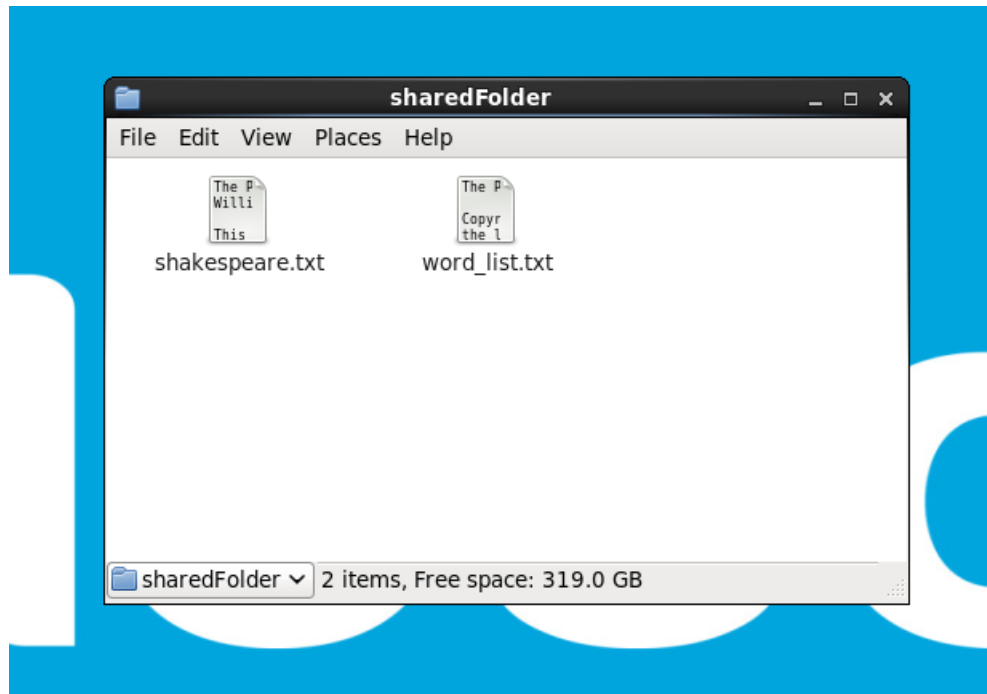 sharedFolder
File Edit View Places Help
The P
Willi
This
shakespeare.txt
The P
Copyr
the l
word_list.txt
sharedFolder 2 items, Free space: 319.0 GB